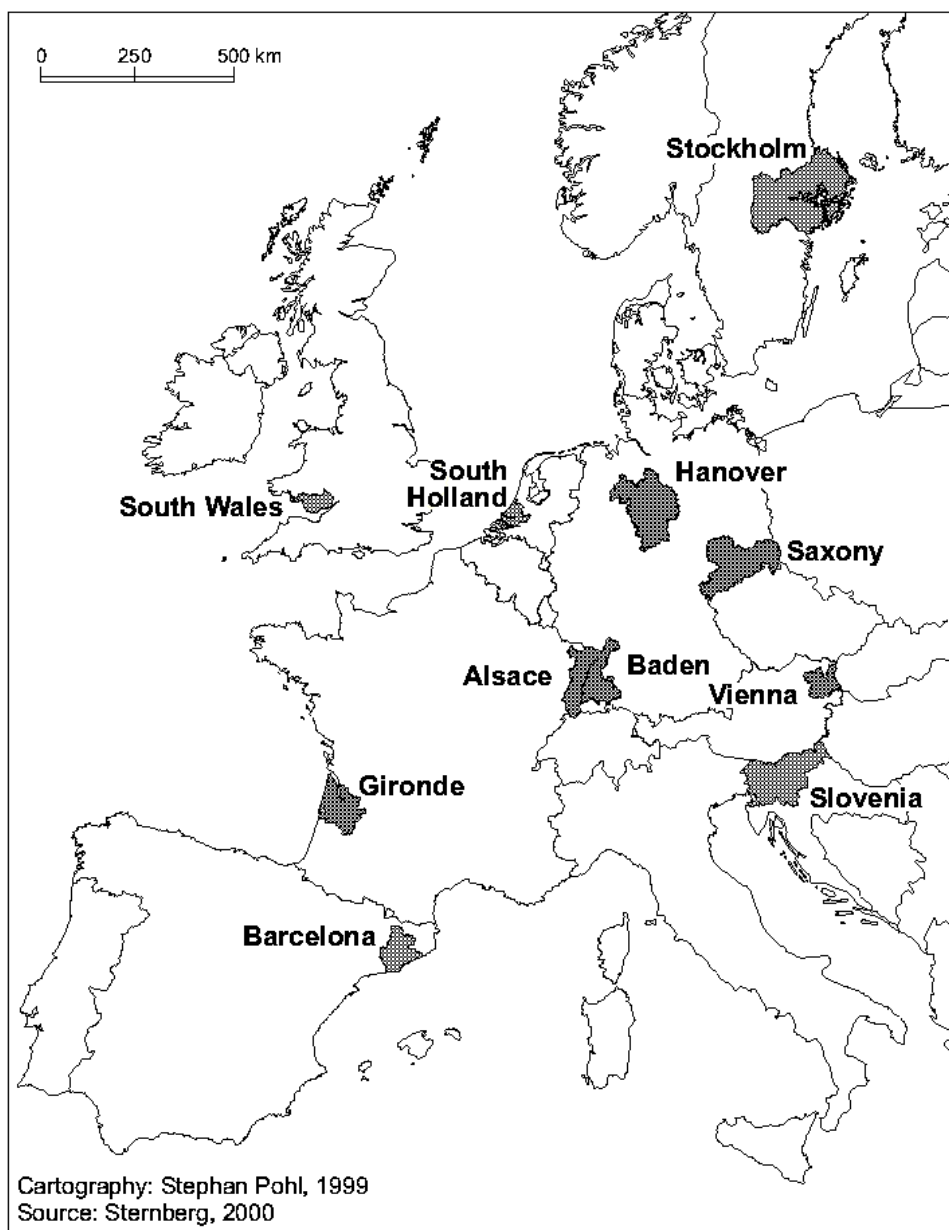 0 250 500 km
Stockholm
South
Holland
Hanover
South Wales
Saxony
Alsace
Baden
Vienna
Gironde
Slovenia
Barcelona
Cartography: Stephan Pohl, 1999
Source: Sternberg, 2000